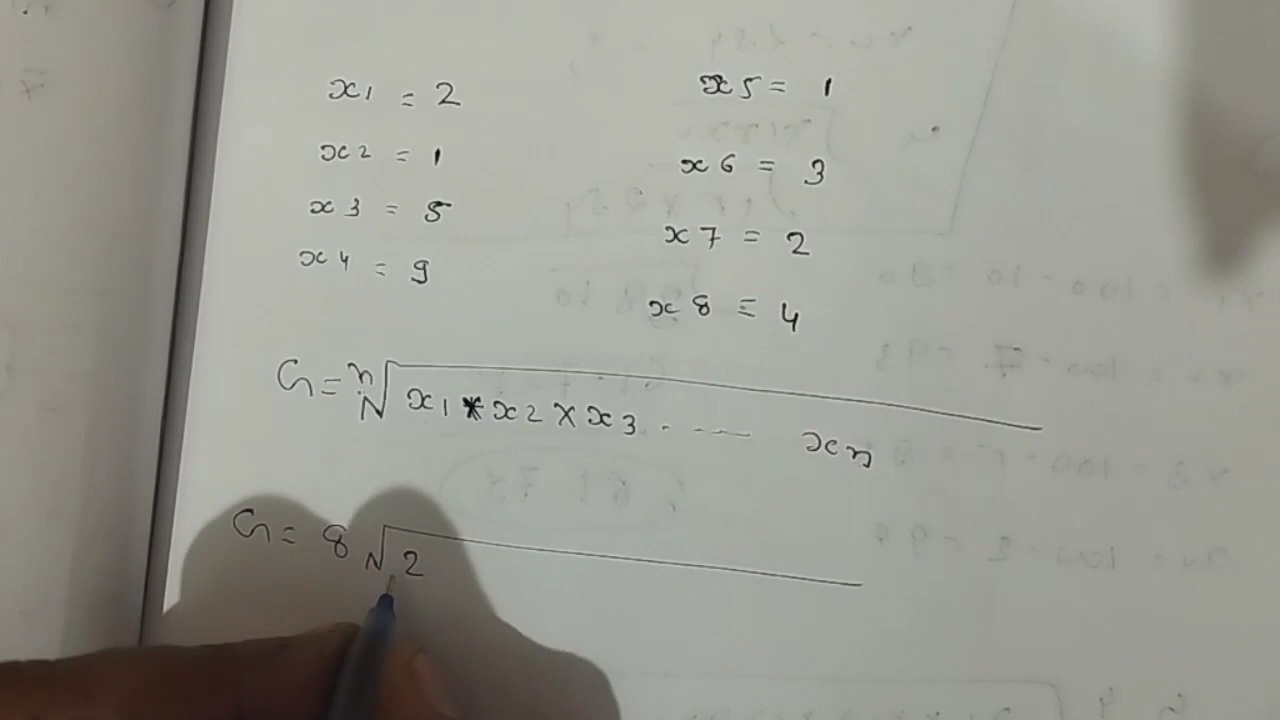 x1 = 2
x2 = 1
x3 = 5
x4 = 9
x5 = 1
x6 = 3
x7 = 2
x8 = 4
G = n√x1 * x2 × x3 . - -- — xn
G = 8√2